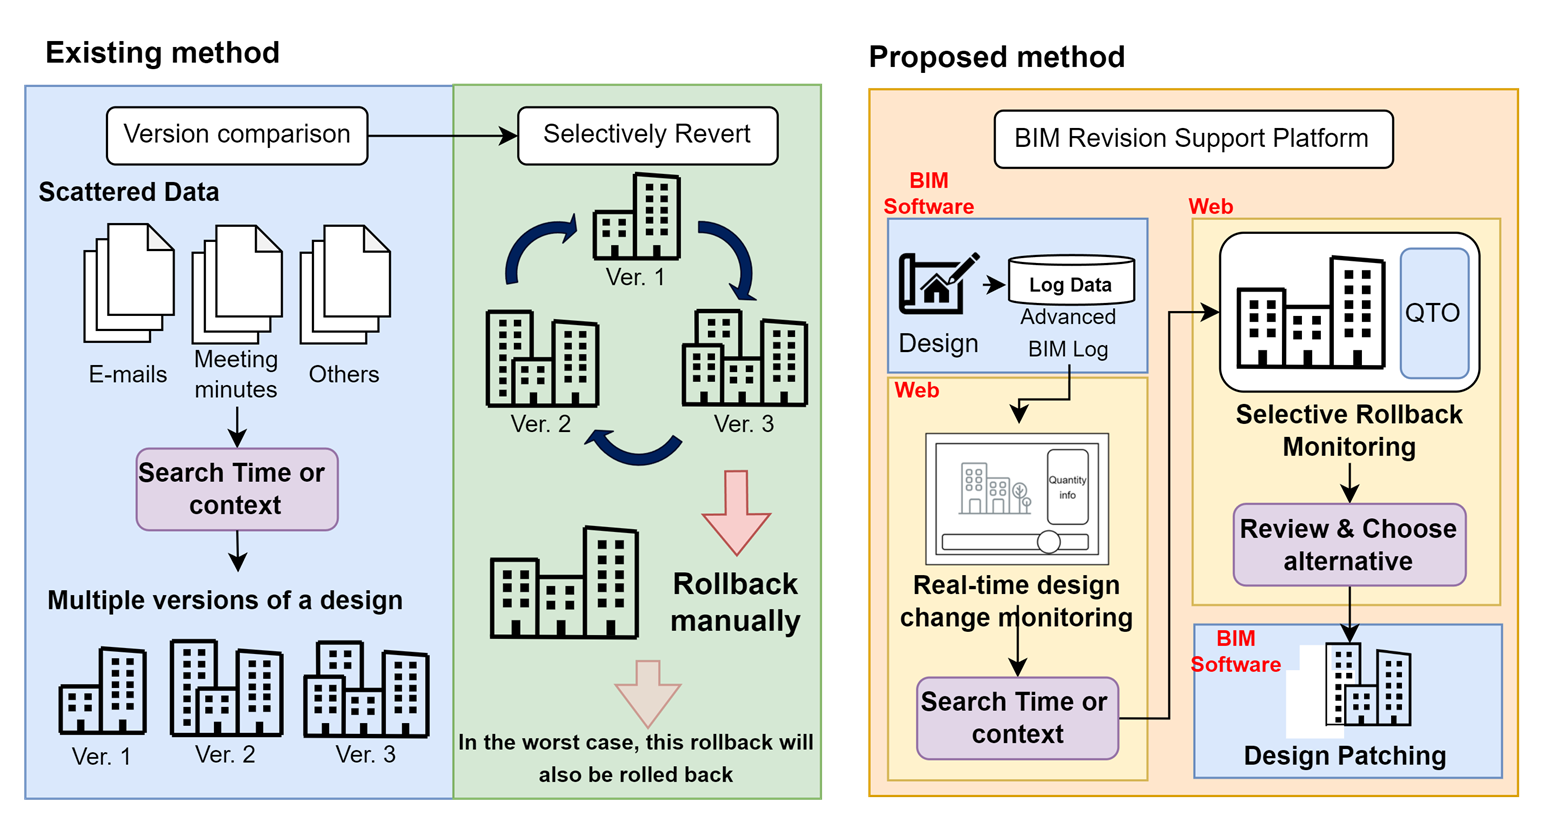 Existing method
Version comparison
Selectively Revert
Scattered Data
E-mails
Meeting
minutes
Others
Search Time or
context
Multiple versions of a design
Ver. 1
Ver. 2
Ver. 3
Ver. 1
Ver. 2
Ver. 3
Rollback
manually
In the worst case, this rollback will
also be rolled back
Proposed method
BIM Revision Support Platform
BIM
Software
Design
Log Data
Advanced
BIM Log
Web
Quantity
info
Real-time design
change monitoring
Search Time or
context
Web
QTO
Selective Rollback
Monitoring
Review & Choose
alternative
BIM
Software
Design Patching